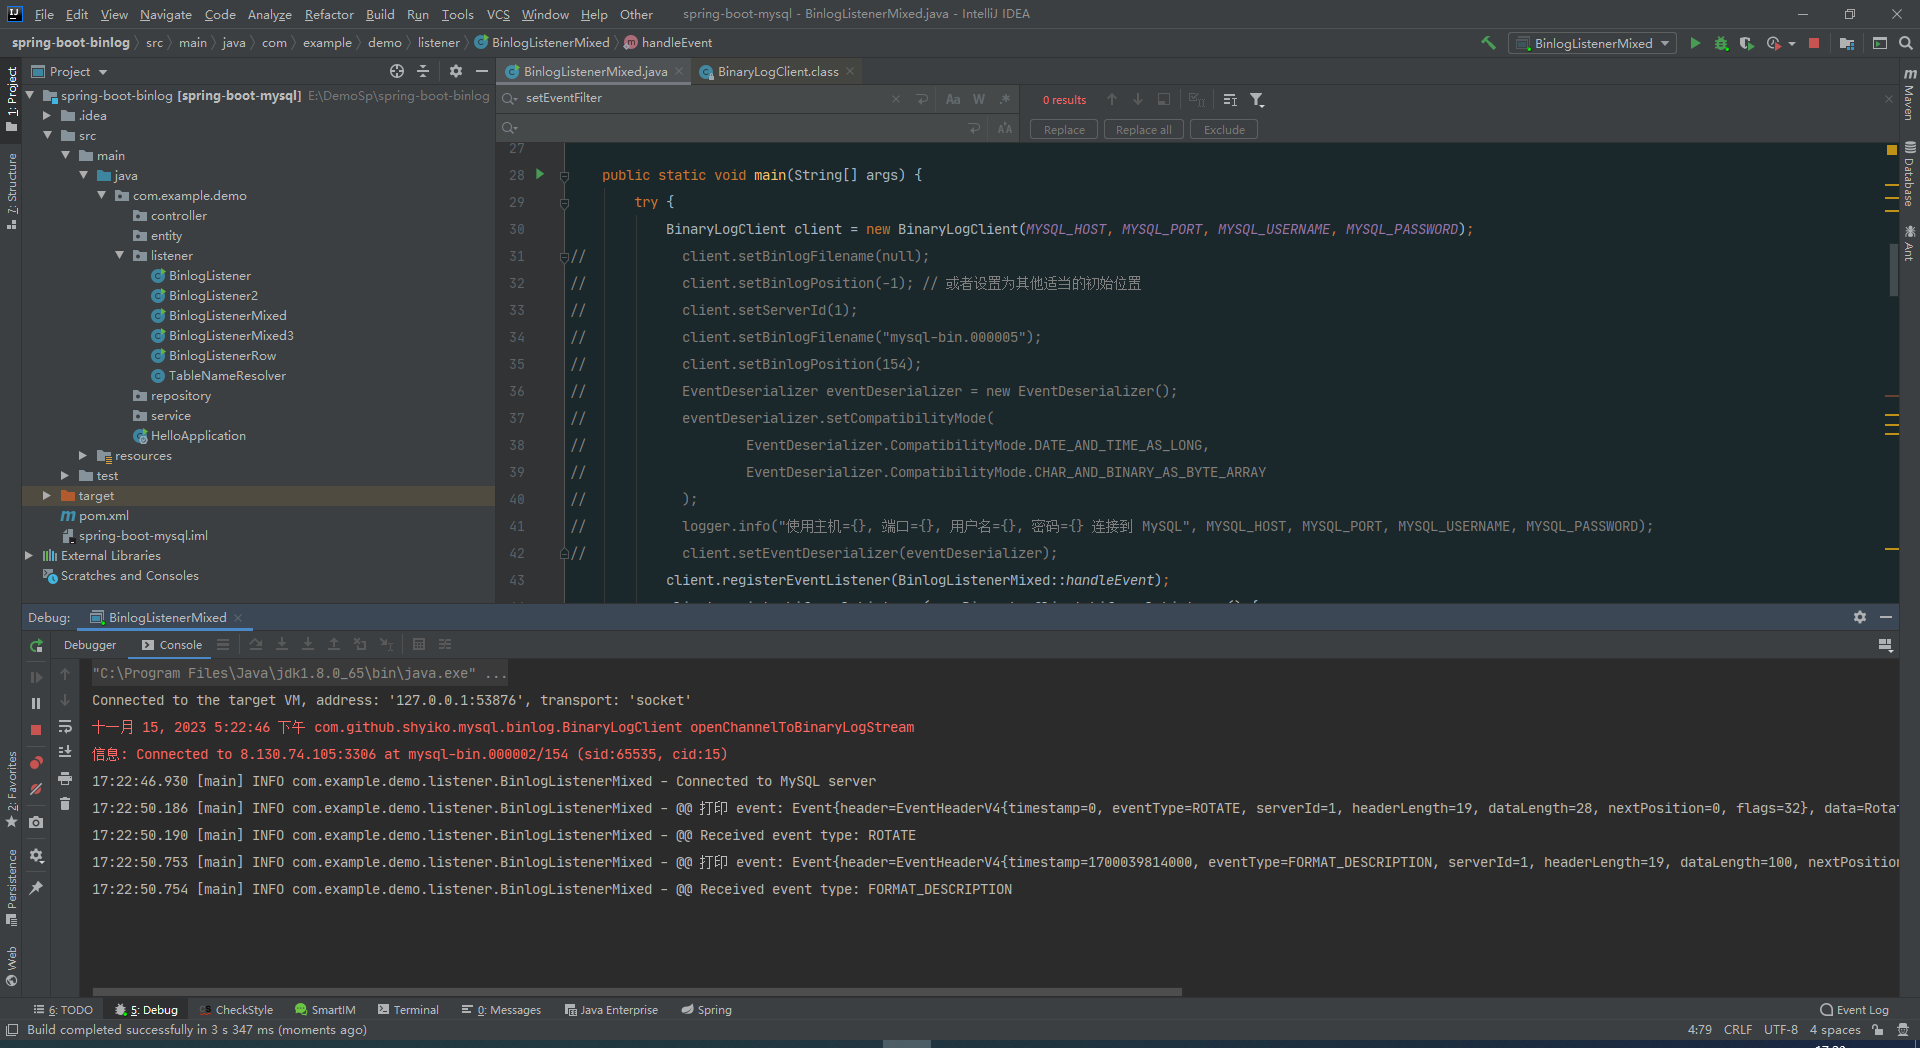 File Edit View Navigate Code Analyze Refactor Build Run Tools VCS Window Help Other spring-boot-mysql - BinlogListenerMixed.java - IntelliJ IDEA
spring-boot-binlog src main java com example demo listener BinlogListenerMixed handleEvent BinlogListenerMixed
Project
BinlogListenerMixed.java
BinaryLogClient.class
setEventFilter
Aa W .*
0 results
Replace Replace all Exclude
1: Project
7: Structure
2: Favorites
Persistence
Web
Maven
Database
Ant
spring-boot-binlog [spring-boot-mysql] E:\DemoSp\spring-boot-binlog
.idea
src
main
java
com.example.demo
controller
entity
listener
BinlogListener
BinlogListener2
BinlogListenerMixed
BinlogListenerMixed3
BinlogListenerRow
TableNameResolver
repository
service
HelloApplication
resources
test
target
pom.xml
spring-boot-mysql.iml
External Libraries
Scratches and Consoles
27
28 public static void main(String[] args) {
29 try {
30 BinaryLogClient client = new BinaryLogClient(MYSQL_HOST, MYSQL_PORT, MYSQL_USERNAME, MYSQL_PASSWORD);
31 // client.setBinlogFilename(null);
32 // client.setBinlogPosition(-1); // 或者设置为其他适当的初始位置
33 // client.setServerId(1);
34 // client.setBinlogFilename("mysql-bin.000005");
35 // client.setBinlogPosition(154);
36 // EventDeserializer eventDeserializer = new EventDeserializer();
37 // eventDeserializer.setCompatibilityMode(
38 // EventDeserializer.CompatibilityMode.DATE_AND_TIME_AS_LONG,
39 // EventDeserializer.CompatibilityMode.CHAR_AND_BINARY_AS_BYTE_ARRAY
40 // );
41 // logger.info("使用主机={}, 端口={}, 用户名={}, 密码={} 连接到 MySQL", MYSQL_HOST, MYSQL_PORT, MYSQL_USERNAME, MYSQL_PASSWORD);
42 // client.setEventDeserializer(eventDeserializer);
43 client.registerEventListener(BinlogListenerMixed::handleEvent);
Debug: BinlogListenerMixed
Debugger Console
"C:\Program Files\Java\jdk1.8.0_65\bin\java.exe" ...
Connected to the target VM, address: '127.0.0.1:53876', transport: 'socket'
十一月 15, 2023 5:22:46 下午 com.github.shyiko.mysql.binlog.BinaryLogClient openChannelToBinaryLogStream
信息: Connected to 8.130.74.105:3306 at mysql-bin.000002/154 (sid:65535, cid:15)
17:22:46.930 [main] INFO com.example.demo.listener.BinlogListenerMixed - Connected to MySQL server
17:22:50.186 [main] INFO com.example.demo.listener.BinlogListenerMixed - @@ 打印 event: Event{header=EventHeaderV4{timestamp=0, eventType=ROTATE, serverId=1, headerLength=19, dataLength=28, nextPosition=0, flags=32}, data=Rota
17:22:50.190 [main] INFO com.example.demo.listener.BinlogListenerMixed - @@ Received event type: ROTATE
17:22:50.753 [main] INFO com.example.demo.listener.BinlogListenerMixed - @@ 打印 event: Event{header=EventHeaderV4{timestamp=1700039814000, eventType=FORMAT_DESCRIPTION, serverId=1, headerLength=19, dataLength=100, nextPosition
17:22:50.754 [main] INFO com.example.demo.listener.BinlogListenerMixed - @@ Received event type: FORMAT_DESCRIPTION
6: TODO 5: Debug CheckStyle SmartIM Terminal 0: Messages Java Enterprise Spring Event Log
Build completed successfully in 3 s 347 ms (moments ago) 4:79 CRLF UTF-8 4 spaces